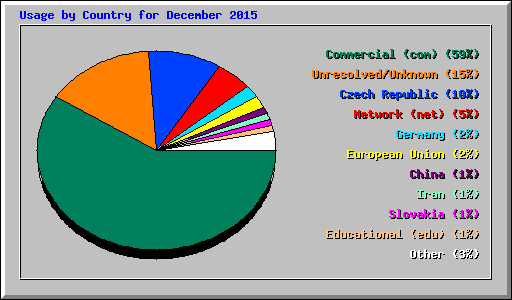 Usage by Country for December 2015
Commercial (com) (59%)
Unresolved/Unknown (15%)
Czech Republic (10%)
Network (net) (5%)
Germany (2%)
European Union (2%)
China (1%)
Iran (1%)
Slovakia (1%)
Educational (edu) (1%)
Other (3%)